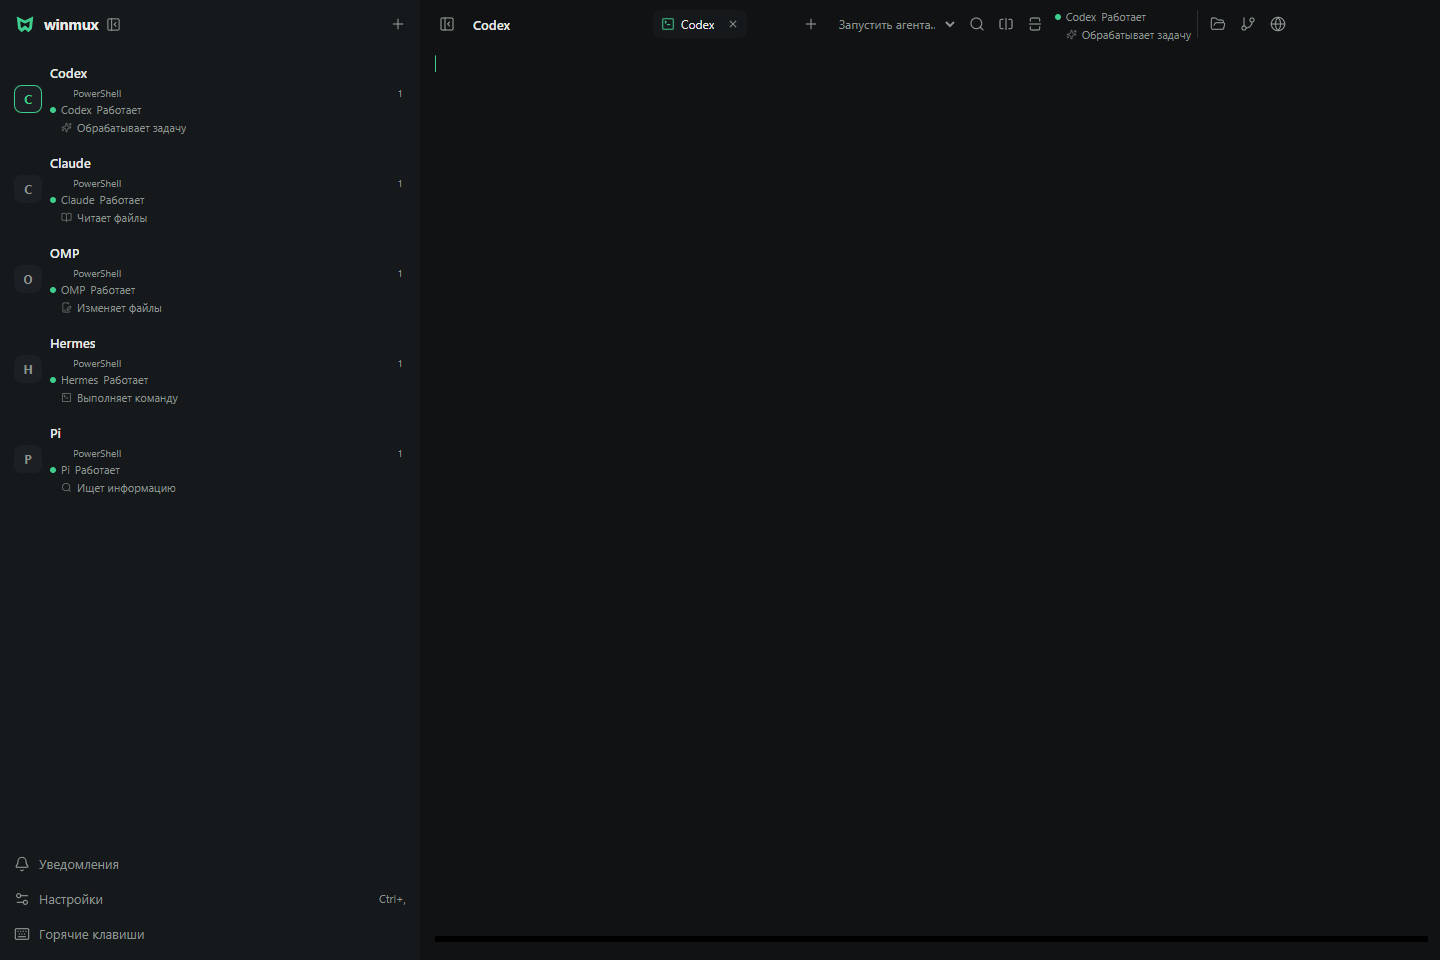 winmux
Codex
PowerShell
1
Codex Работает
Обрабатывает задачу
C
Claude
PowerShell
1
Claude Работает
Читает файлы
C
OMP
PowerShell
1
OMP Работает
Изменяет файлы
O
Hermes
PowerShell
1
Hermes Работает
Выполняет команду
H
Pi
PowerShell
1
Pi Работает
Ищет информацию
P
Уведомления
Настройки
Ctrl+,
Горячие клавиши
Codex
Codex
Запустить агента..
Codex Работает
Обрабатывает задачу